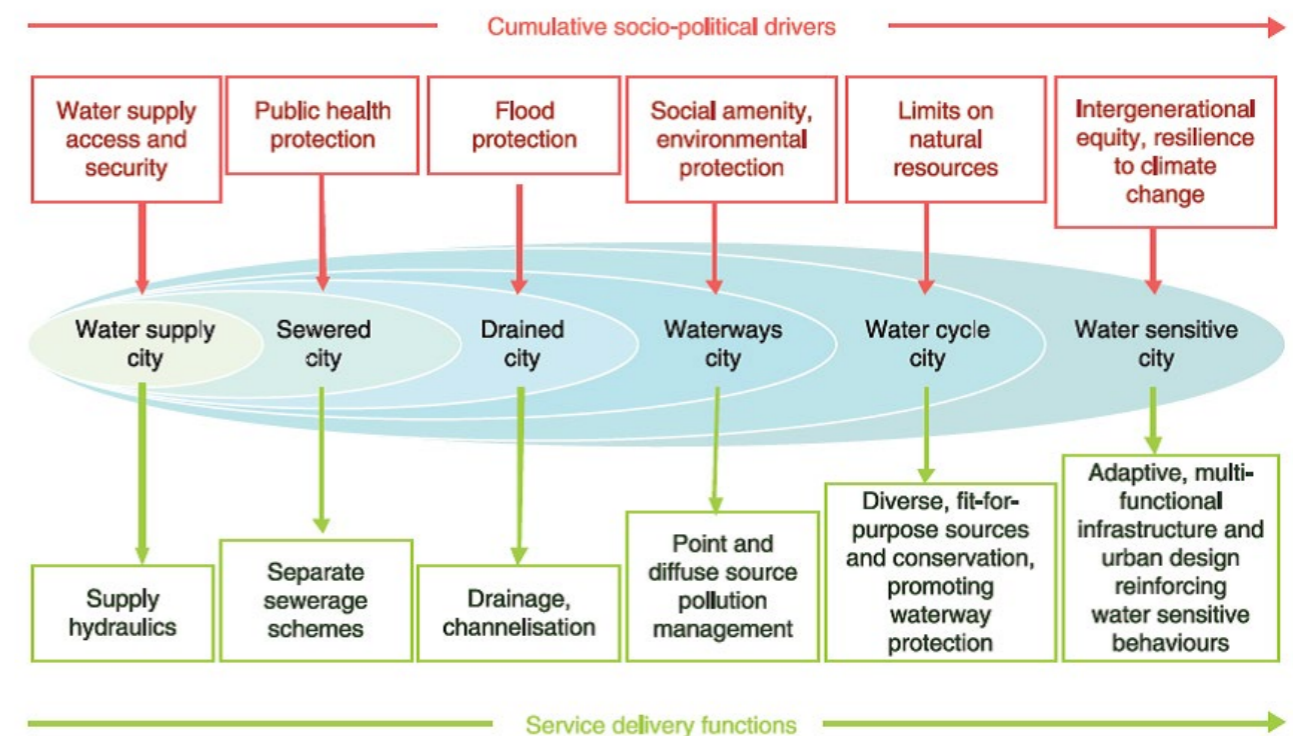 Cumulative socio-political drivers
Water supply
access and
security
Public health
protection
Flood
protection
Social amenity,
environmental
protection
Limits on
natural
resources
Intergenerational
equity, resilience
to climate
change
Water supply
city
Sewered
city
Drained
city
Waterways
city
Water cycle
city
Water sensitive
city
Supply
hydraulics
Separate
sewerage
schemes
Drainage,
channelisation
Point and
diffuse source
pollution
management
Diverse, fit-for-
purpose sources
and conservation,
promoting
waterway
protection
Adaptive, multi-
functional
infrastructure and
urban design
reinforcing
water sensitive
behaviours
Service delivery functions